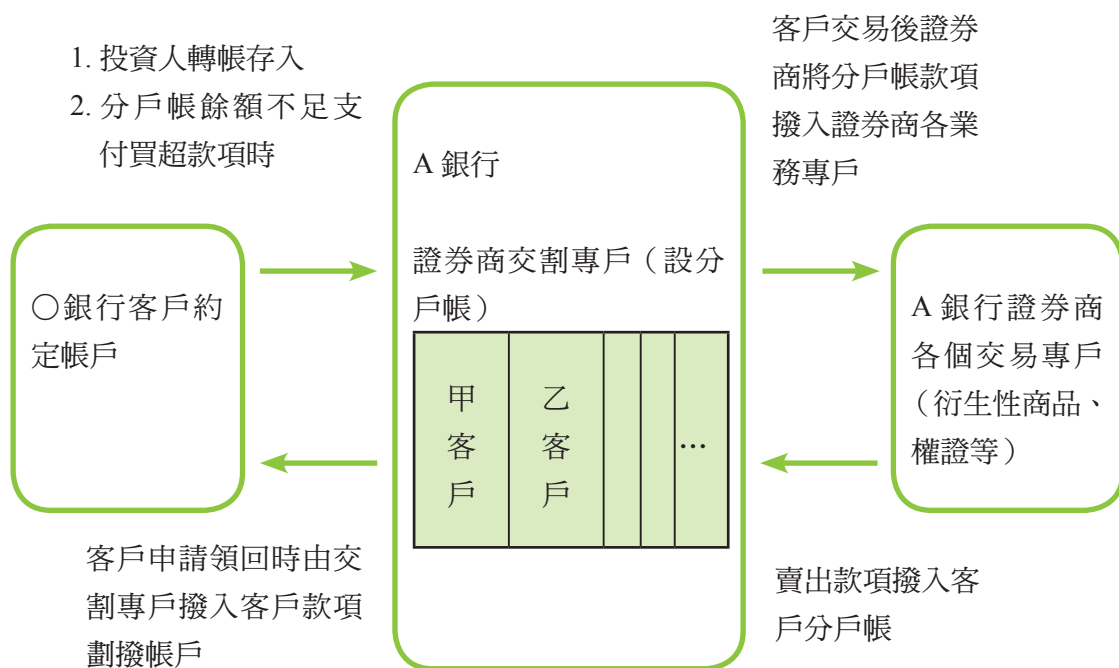 1. 投資人轉帳存入
2. 分戶帳餘額不足支
付買超款項時
客戶交易後證券
商將分戶帳款項
撥入證券商各業
務專戶
〇銀行客戶約
定帳戶
A 銀行
證券商交割專戶（設分
戶帳）
甲客戶
乙客戶
…
A 銀行證券商
各個交易專戶
（衍生性商品、
權證等）
客戶申請領回時由交
割專戶撥入客戶款項
劃撥帳戶
賣出款項撥入客
戶分戶帳